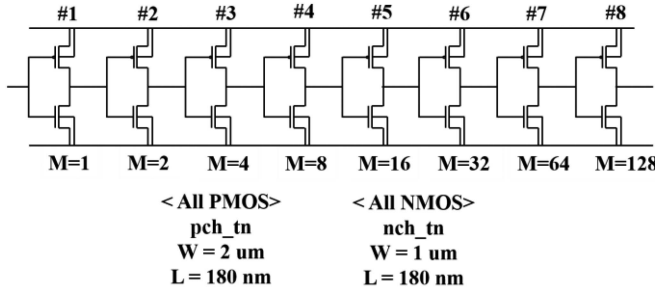 #1 #2 #3 #4 #5 #6 #7 #8
M=1 M=2 M=4 M=8 M=16 M=32 M=64 M=128
< All PMOS>
pch_tn
W = 2 um
L = 180 nm
< All NMOS>
nch_tn
W = 1 um
L = 180 nm